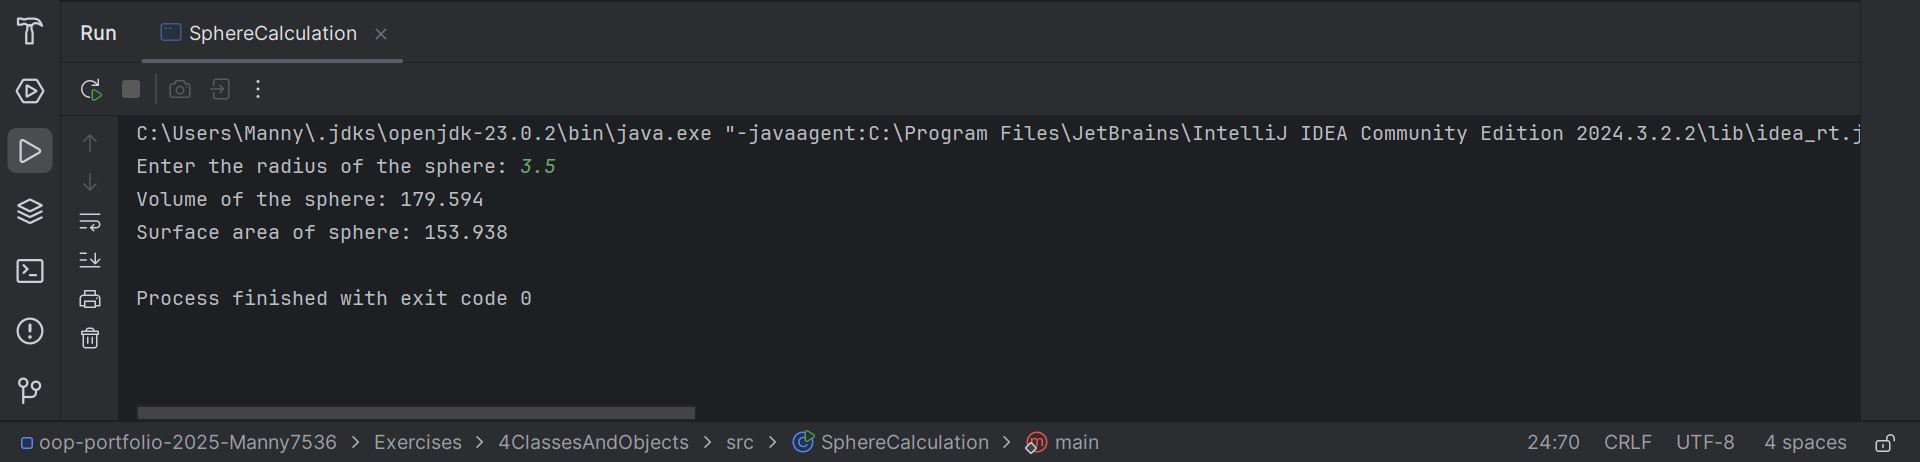 Run SphereCalculation
C:\Users\Manny\.jdks\openjdk-23.0.2\bin\java.exe "-javaagent:C:\Program Files\JetBrains\IntelliJ IDEA Community Edition 2024.3.2.2\lib\idea_rt.j
Enter the radius of the sphere: 3.5
Volume of the sphere: 179.594
Surface area of sphere: 153.938
Process finished with exit code 0
oop-portfolio-2025-Manny7536 > Exercises > 4ClassesAndObjects > src > SphereCalculation > main 24:70 CRLF UTF-8 4 spaces